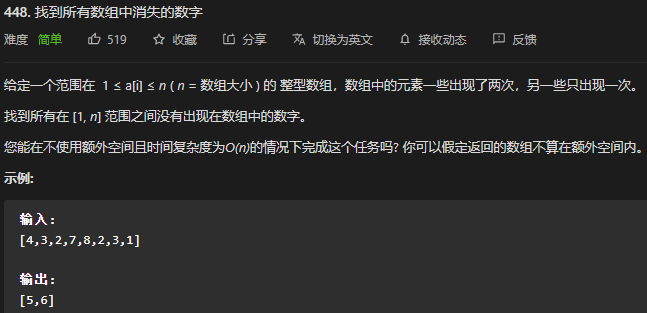 448. 找到所有数组中消失的数字
难度 简单 519 收藏 分享 切换为英文 接收动态 反馈
给定一个范围在 1 ≤ a[i] ≤ n ( n = 数组大小 ) 的 整型数组，数组中的元素一些出现了两次，另一些只出现一次。
找到所有在 [1, n] 范围之间没有出现在数组中的数字。
您能在不使用额外空间且时间复杂度为O(n)的情况下完成这个任务吗? 你可以假定返回的数组不算在额外空间内。
示例:
输入:
[4,3,2,7,8,2,3,1]
输出:
[5,6]